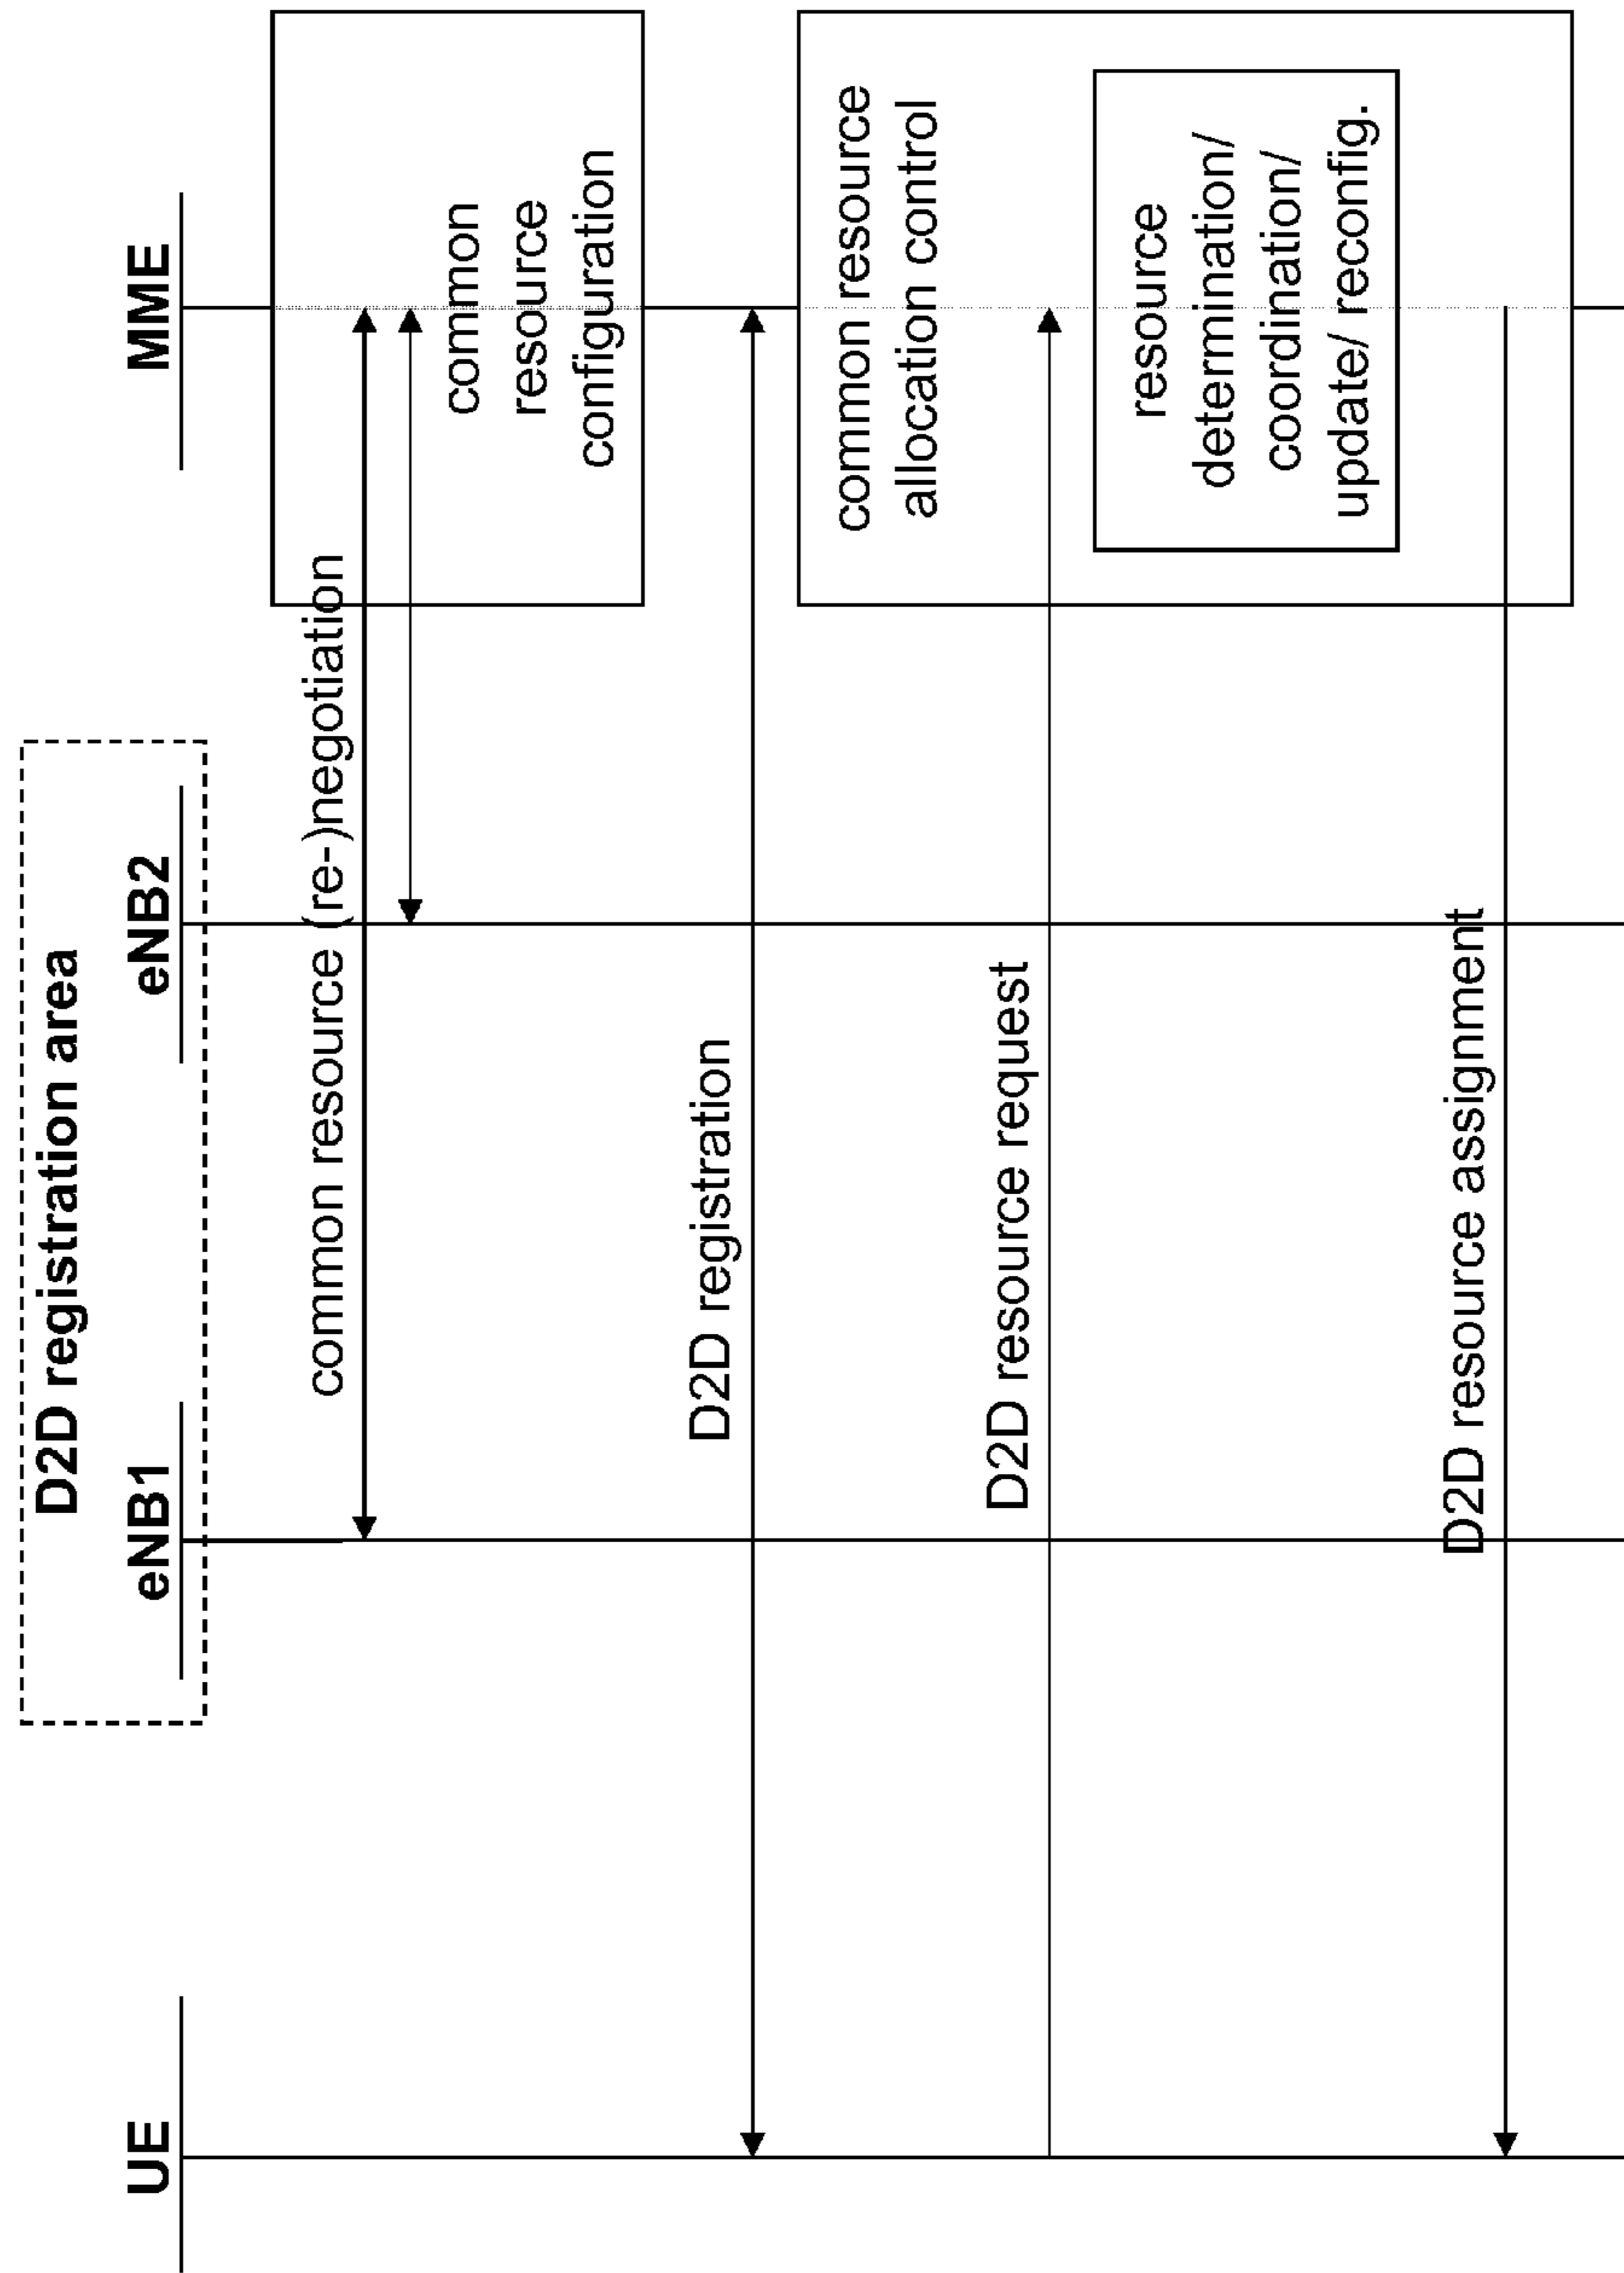 D2D registration area
UE
eNB1
eNB2
MME
common resource (re-)negotiation
common
resource
configuration
D2D registration
common resource
allocation control
D2D resource request
resource
determination/
coordination/
update/ reconfig.
D2D resource assignment